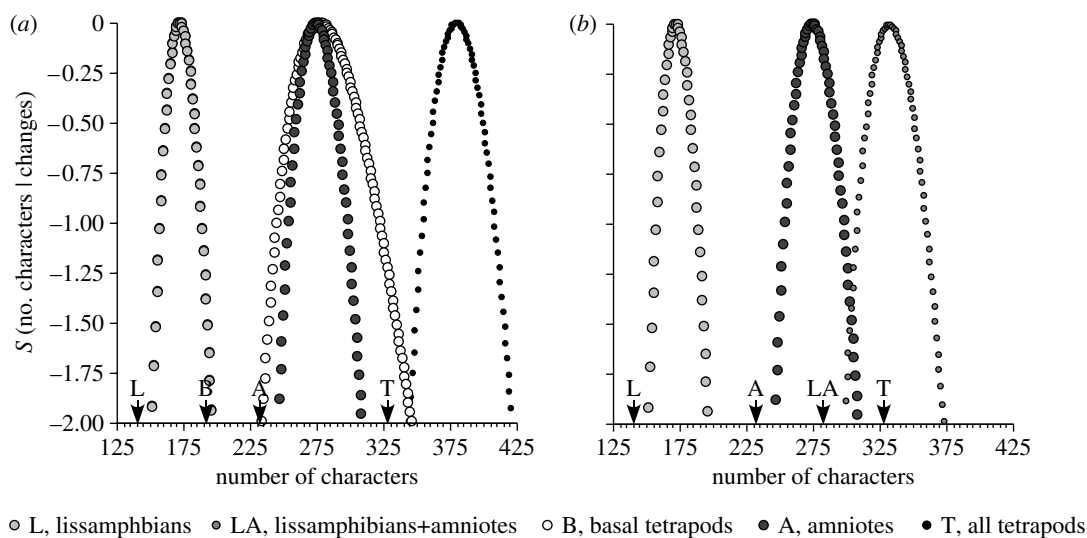 (a)
0
–0.25
–0.50
–0.75
–1.00
–1.25
–1.50
–1.75
–2.00
S (no. characters | changes)
L
B
A
T
125 175 225 275 325 375 425
number of characters
(b)
L
A
LA
T
125 175 225 275 325 375 425
number of characters
L, lissamphbians LA, lissamphibians+amniotes B, basal tetrapods A, amniotes T, all tetrapods